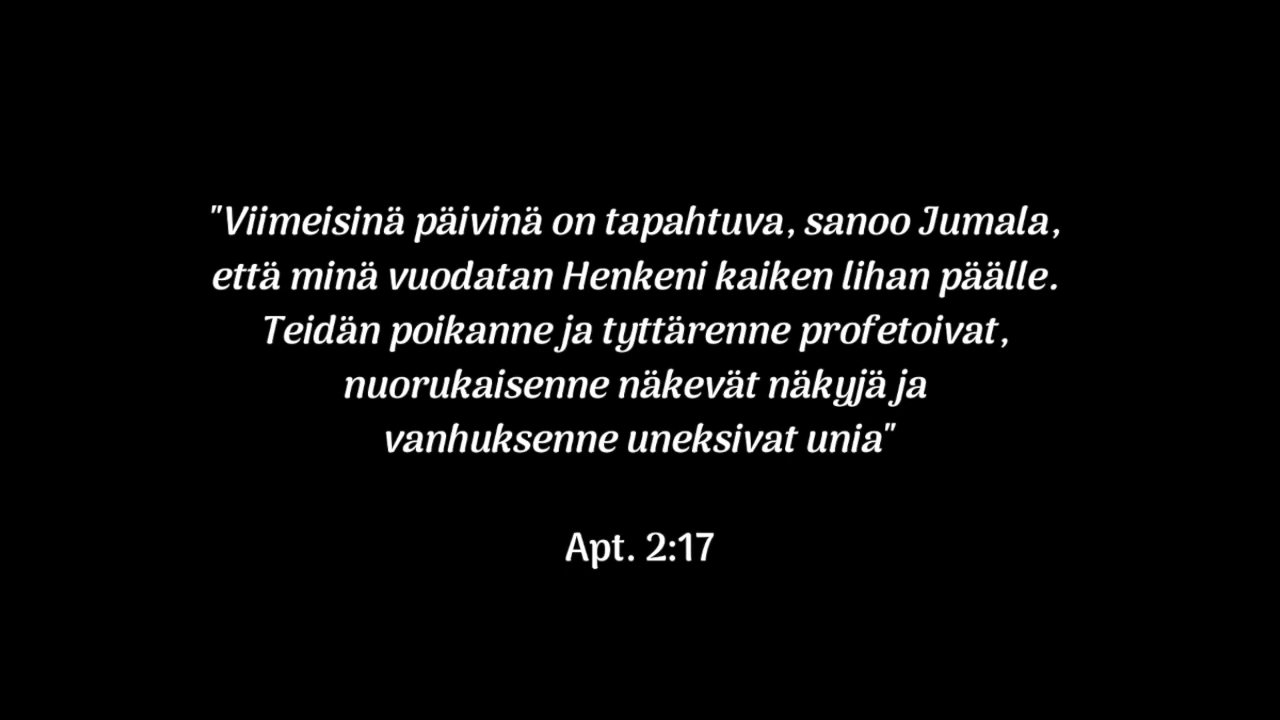 "Viimeisinä päivinä on tapahtuva, sanoo Jumala,
että minä vuodatan Henkeni kaiken lihan päälle.
Teidän poikanne ja tyttärenne profetoivat,
nuorukaisenne näkevät näkyjä ja
vanhuksenne uneksivat unia"
Apt. 2:17